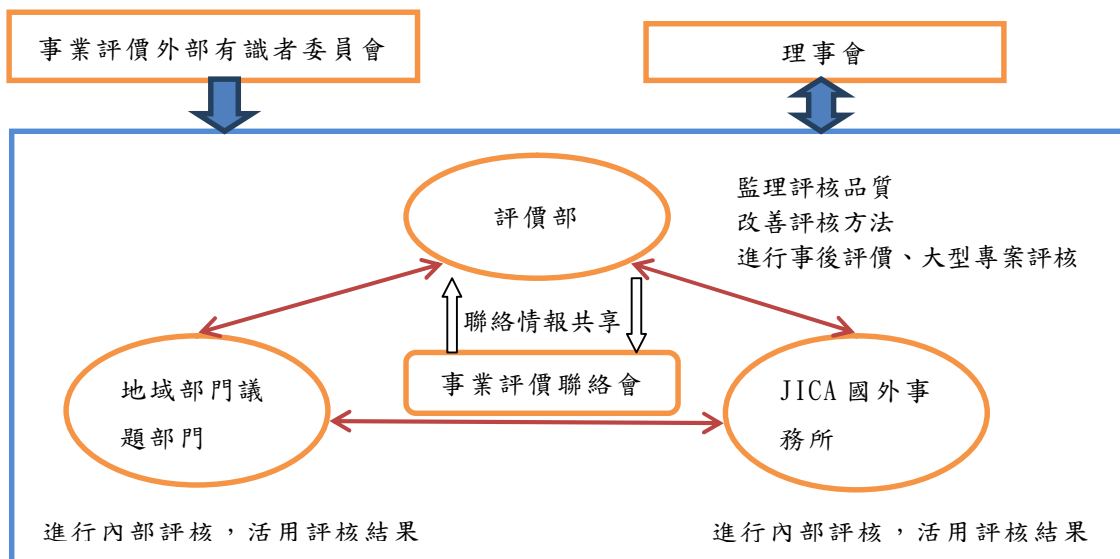 事業評價外部有識者委員會
理事會
評價部
監理評核品質
改善評核方法
進行事後評價、大型專案評核
聯絡情報共享
事業評價聯絡會
地域部門議
題部門
JICA 國外事
務所
進行內部評核，活用評核結果
進行內部評核，活用評核結果